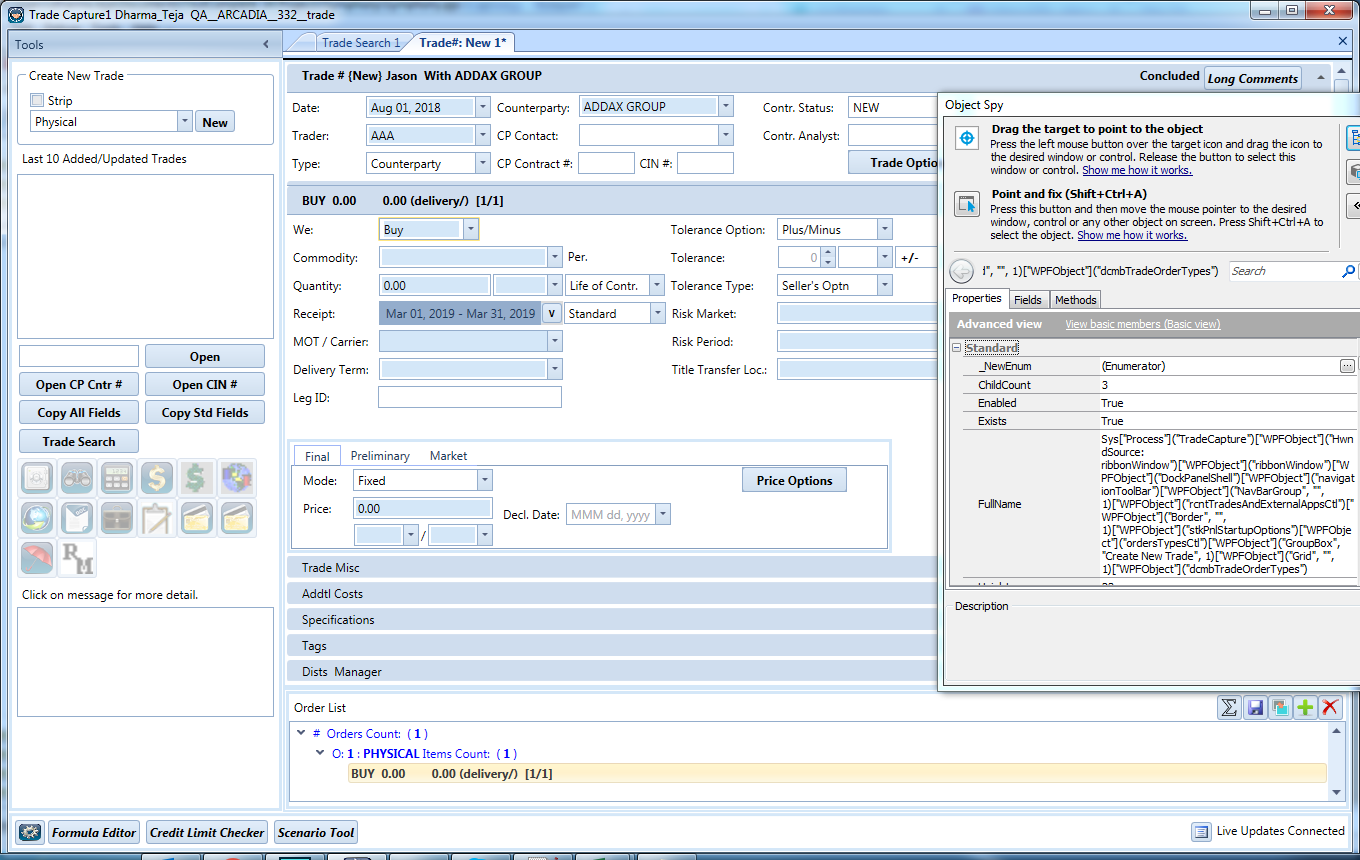 Trade Capture1 Dharma_Teja QA__ARCADIA__332__trade
Tools
Trade Search 1
Trade#: New 1*
Create New Trade
Strip
Physical
New
Last 10 Added/Updated Trades
Open
Open CP Cntr #
Open CIN #
Copy All Fields
Copy Std Fields
Trade Search
RM
Click on message for more detail.
Trade # {New} Jason With ADDAX GROUP
Concluded
Long Comments
Date:
Aug 01, 2018
Counterparty:
ADDAX GROUP
Contr. Status:
NEW
Trader:
AAA
CP Contact:
Contr. Analyst:
Type:
Counterparty
CP Contract #:
CIN #:
Trade Optio
BUY 0.00 0.00 (delivery/) [1/1]
We:
Buy
Tolerance Option:
Plus/Minus
Commodity:
Per.
Tolerance:
0
+/-
Quantity:
0.00
Life of Contr.
Tolerance Type:
Seller's Optn
Receipt:
Mar 01, 2019 - Mar 31, 2019
v
Standard
Risk Market:
MOT / Carrier:
Risk Period:
Delivery Term:
Title Transfer Loc.:
Leg ID:
Final
Preliminary
Market
Mode:
Fixed
Price Options
Price:
0.00
Decl. Date:
MMM dd, yyyy
/
Trade Misc
Addtl Costs
Specifications
Tags
Dists Manager
Order List
# Orders Count: ( 1 )
O: 1 : PHYSICAL Items Count: ( 1 )
BUY 0.00 0.00 (delivery/) [1/1]
Object Spy
Drag the target to point to the object
Press the left mouse button over the target icon and drag the icon to
the desired window or control. Release the button to select this
window or control. Show me how it works.
Point and fix (Shift+Ctrl+A)
Press this button and then move the mouse pointer to the desired
window, control or any other object on screen. Press Shift+Ctrl+A to
select the object. Show me how it works.
", "", 1)["WPFObject"]("dcmbTradeOrderTypes")
Search
Properties
Fields
Methods
Advanced view
View basic members (Basic view)
Standard
_NewEnum
(Enumerator)
...
ChildCount
3
Enabled
True
Exists
True
FullName
Sys["Process"]("TradeCapture")["WPFObject"]("Hwn
dSource:
ribbonWindow")["WPFObject"]("ribbonWindow")["W
PFObject"]("DockPanelShell")["WPFObject"]("naviga
tionToolBar")["WPFObject"]("NavBarGroup", "",
1)["WPFObject"]("rcntTradesAndExternalAppsCtl")["
WPFObject"]("Border", "",
1)["WPFObject"]("stkPnlStartupOptions")["WPFObje
ct"]("ordersTypesCtl")["WPFObject"]("GroupBox",
"Create New Trade", 1)["WPFObject"]("Grid", "",
1)["WPFObject"]("dcmbTradeOrderTypes")
Description
Formula Editor
Credit Limit Checker
Scenario Tool
Live Updates Connected